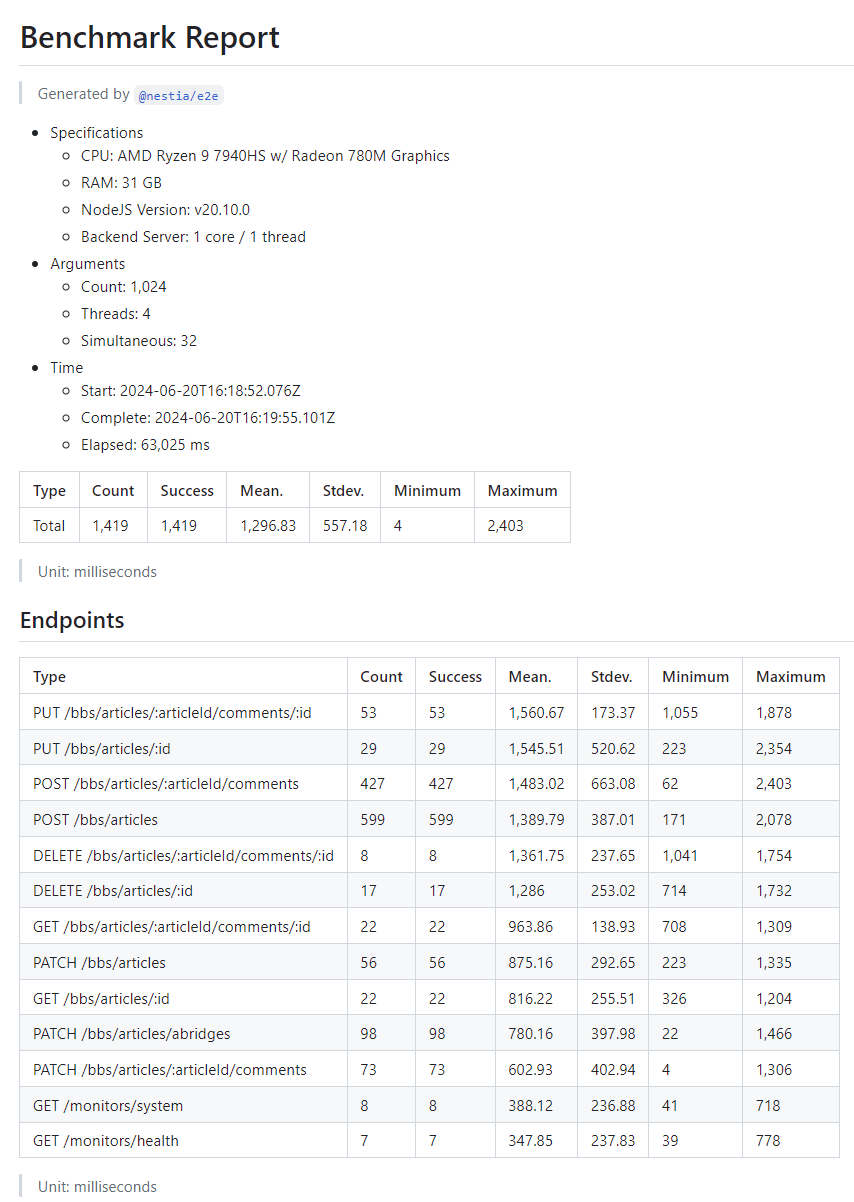 Benchmark Report
Generated by @nestia/e2e
Specifications
CPU: AMD Ryzen 9 7940HS w/ Radeon 780M Graphics
RAM: 31 GB
NodeJS Version: v20.10.0
Backend Server: 1 core / 1 thread
Arguments
Count: 1,024
Threads: 4
Simultaneous: 32
Time
Start: 2024-06-20T16:18:52.076Z
Complete: 2024-06-20T16:19:55.101Z
Elapsed: 63,025 ms
Type Count Success Mean. Stdev. Minimum Maximum
Total 1,419 1,419 1,296.83 557.18 4 2,403
Unit: milliseconds
Endpoints
Type Count Success Mean. Stdev. Minimum Maximum
PUT /bbs/articles/:articleId/comments/:id 53 53 1,560.67 173.37 1,055 1,878
PUT /bbs/articles/:id 29 29 1,545.51 520.62 223 2,354
POST /bbs/articles/:articleId/comments 427 427 1,483.02 663.08 62 2,403
POST /bbs/articles 599 599 1,389.79 387.01 171 2,078
DELETE /bbs/articles/:articleId/comments/:id 8 8 1,361.75 237.65 1,041 1,754
DELETE /bbs/articles/:id 17 17 1,286 253.02 714 1,732
GET /bbs/articles/:articleId/comments/:id 22 22 963.86 138.93 708 1,309
PATCH /bbs/articles 56 56 875.16 292.65 223 1,335
GET /bbs/articles/:id 22 22 816.22 255.51 326 1,204
PATCH /bbs/articles/abridges 98 98 780.16 397.98 22 1,466
PATCH /bbs/articles/:articleId/comments 73 73 602.93 402.94 4 1,306
GET /monitors/system 8 8 388.12 236.88 41 718
GET /monitors/health 7 7 347.85 237.83 39 778
Unit: milliseconds